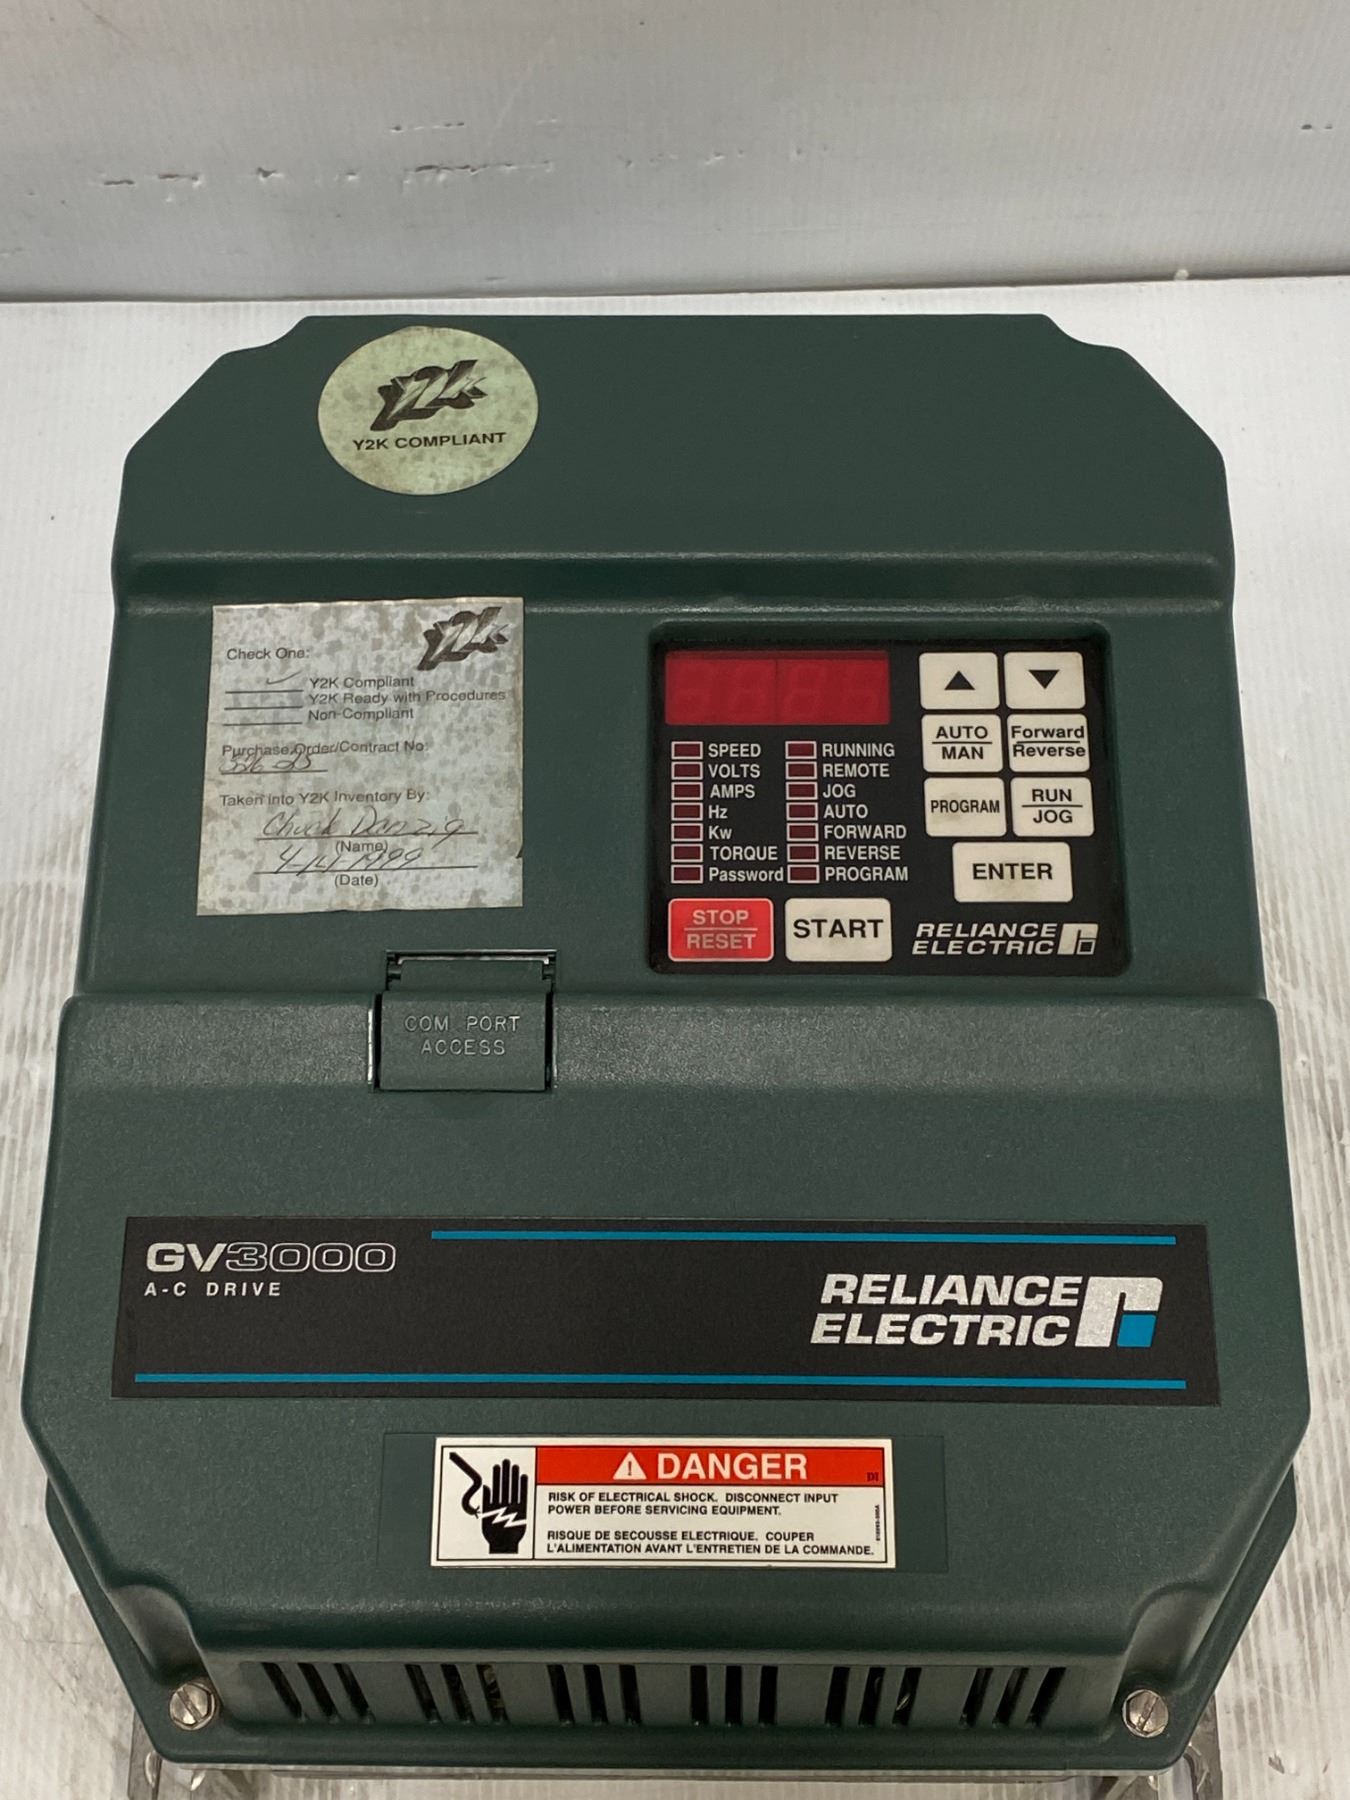 Y2K
Y2K COMPLIANT
Y2K
Check One:
Y2K Compliant
Y2K Ready with Procedures
Non-Compliant
Purchase Order/Contract No:
Taken into Y2K Inventory By:
Chuck Danzig
(Name)
4-14-1999
(Date)
SPEED
VOLTS
AMPS
Hz
Kw
TORQUE
Password
RUNNING
REMOTE
JOG
AUTO
FORWARD
REVERSE
PROGRAM
▲ ▼
AUTO
MAN
Forward
Reverse
PROGRAM
RUN
JOG
ENTER
STOP
RESET
START
RELIANCE
ELECTRIC
COM PORT
ACCESS
GV3000
A-C DRIVE
RELIANCE
ELECTRIC
DANGER
DI
RISK OF ELECTRICAL SHOCK. DISCONNECT INPUT
POWER BEFORE SERVICING EQUIPMENT.
RISQUE DE SECOUSSE ELECTRIQUE. COUPER
L'ALIMENTATION AVANT L'ENTRETIEN DE LA COMMANDE.